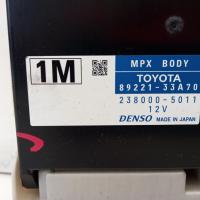 1M
MPX BODY
TOYOTA
89221-33A70
238000-5011
12V
DENSO MADE IN JAPAN